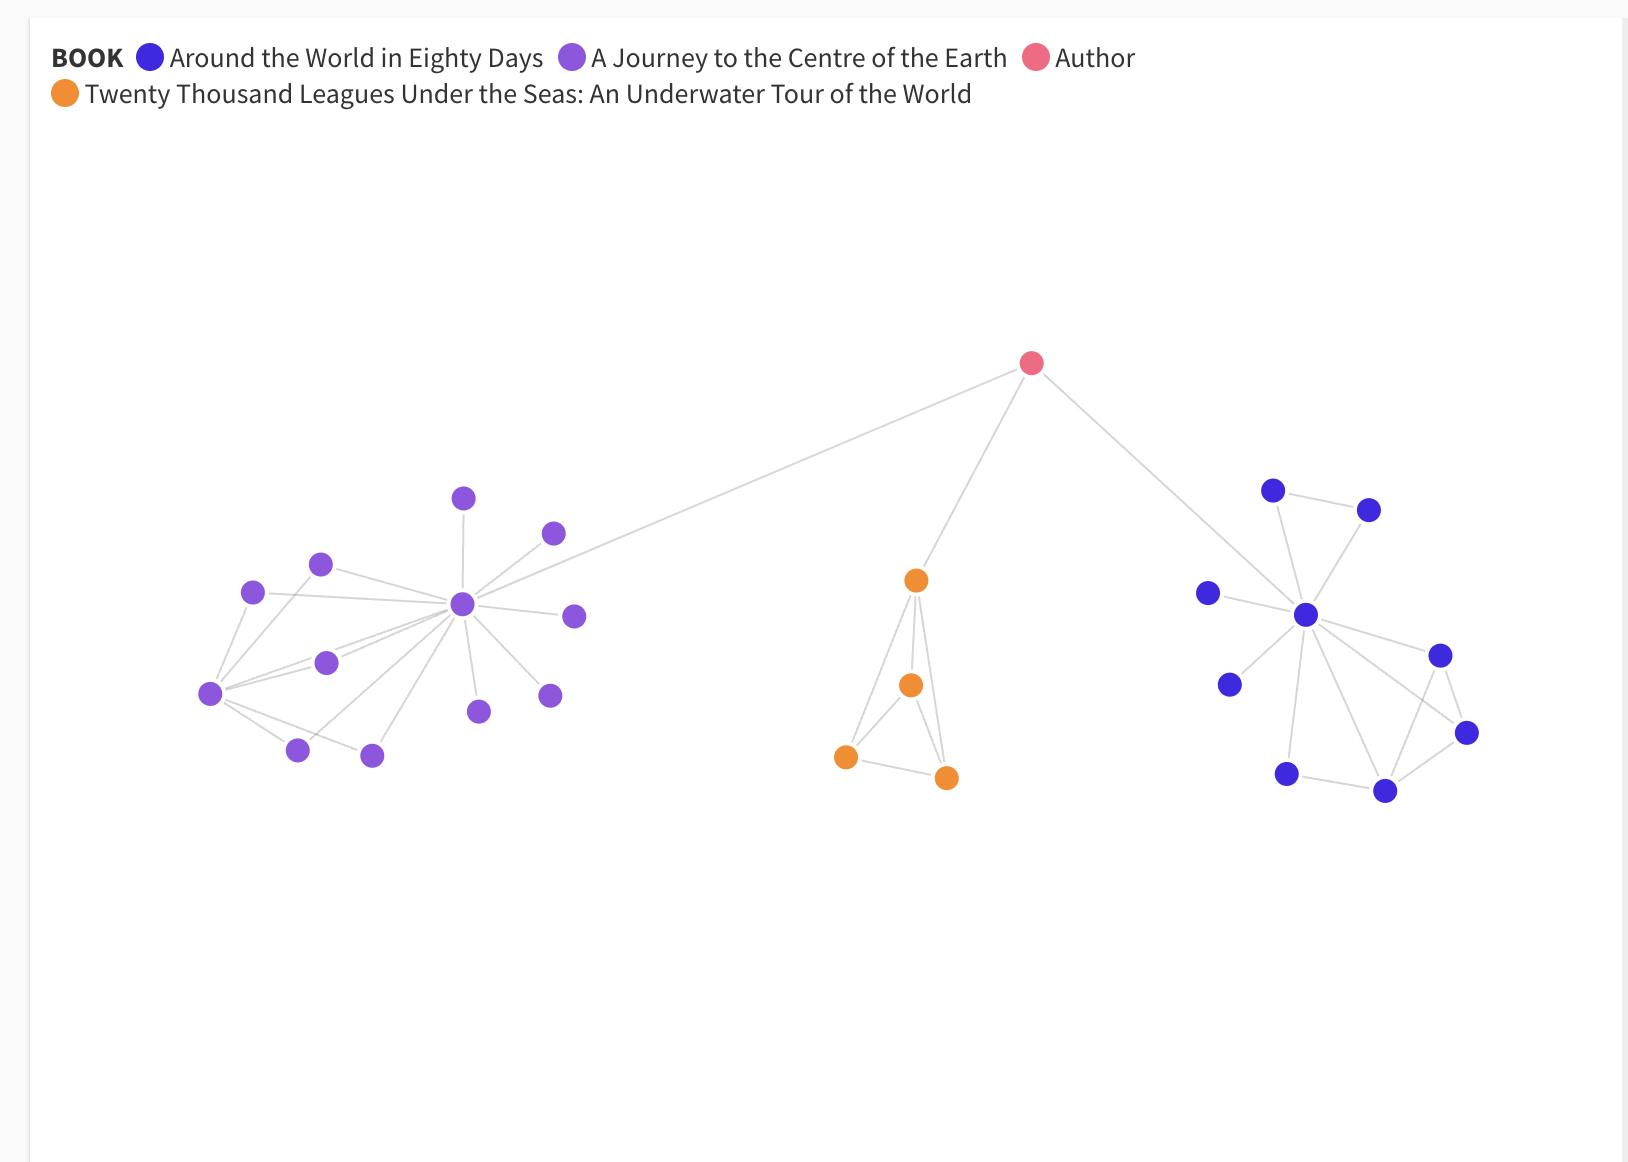 BOOK Around the World in Eighty Days A Journey to the Centre of the Earth Author
Twenty Thousand Leagues Under the Seas: An Underwater Tour of the World